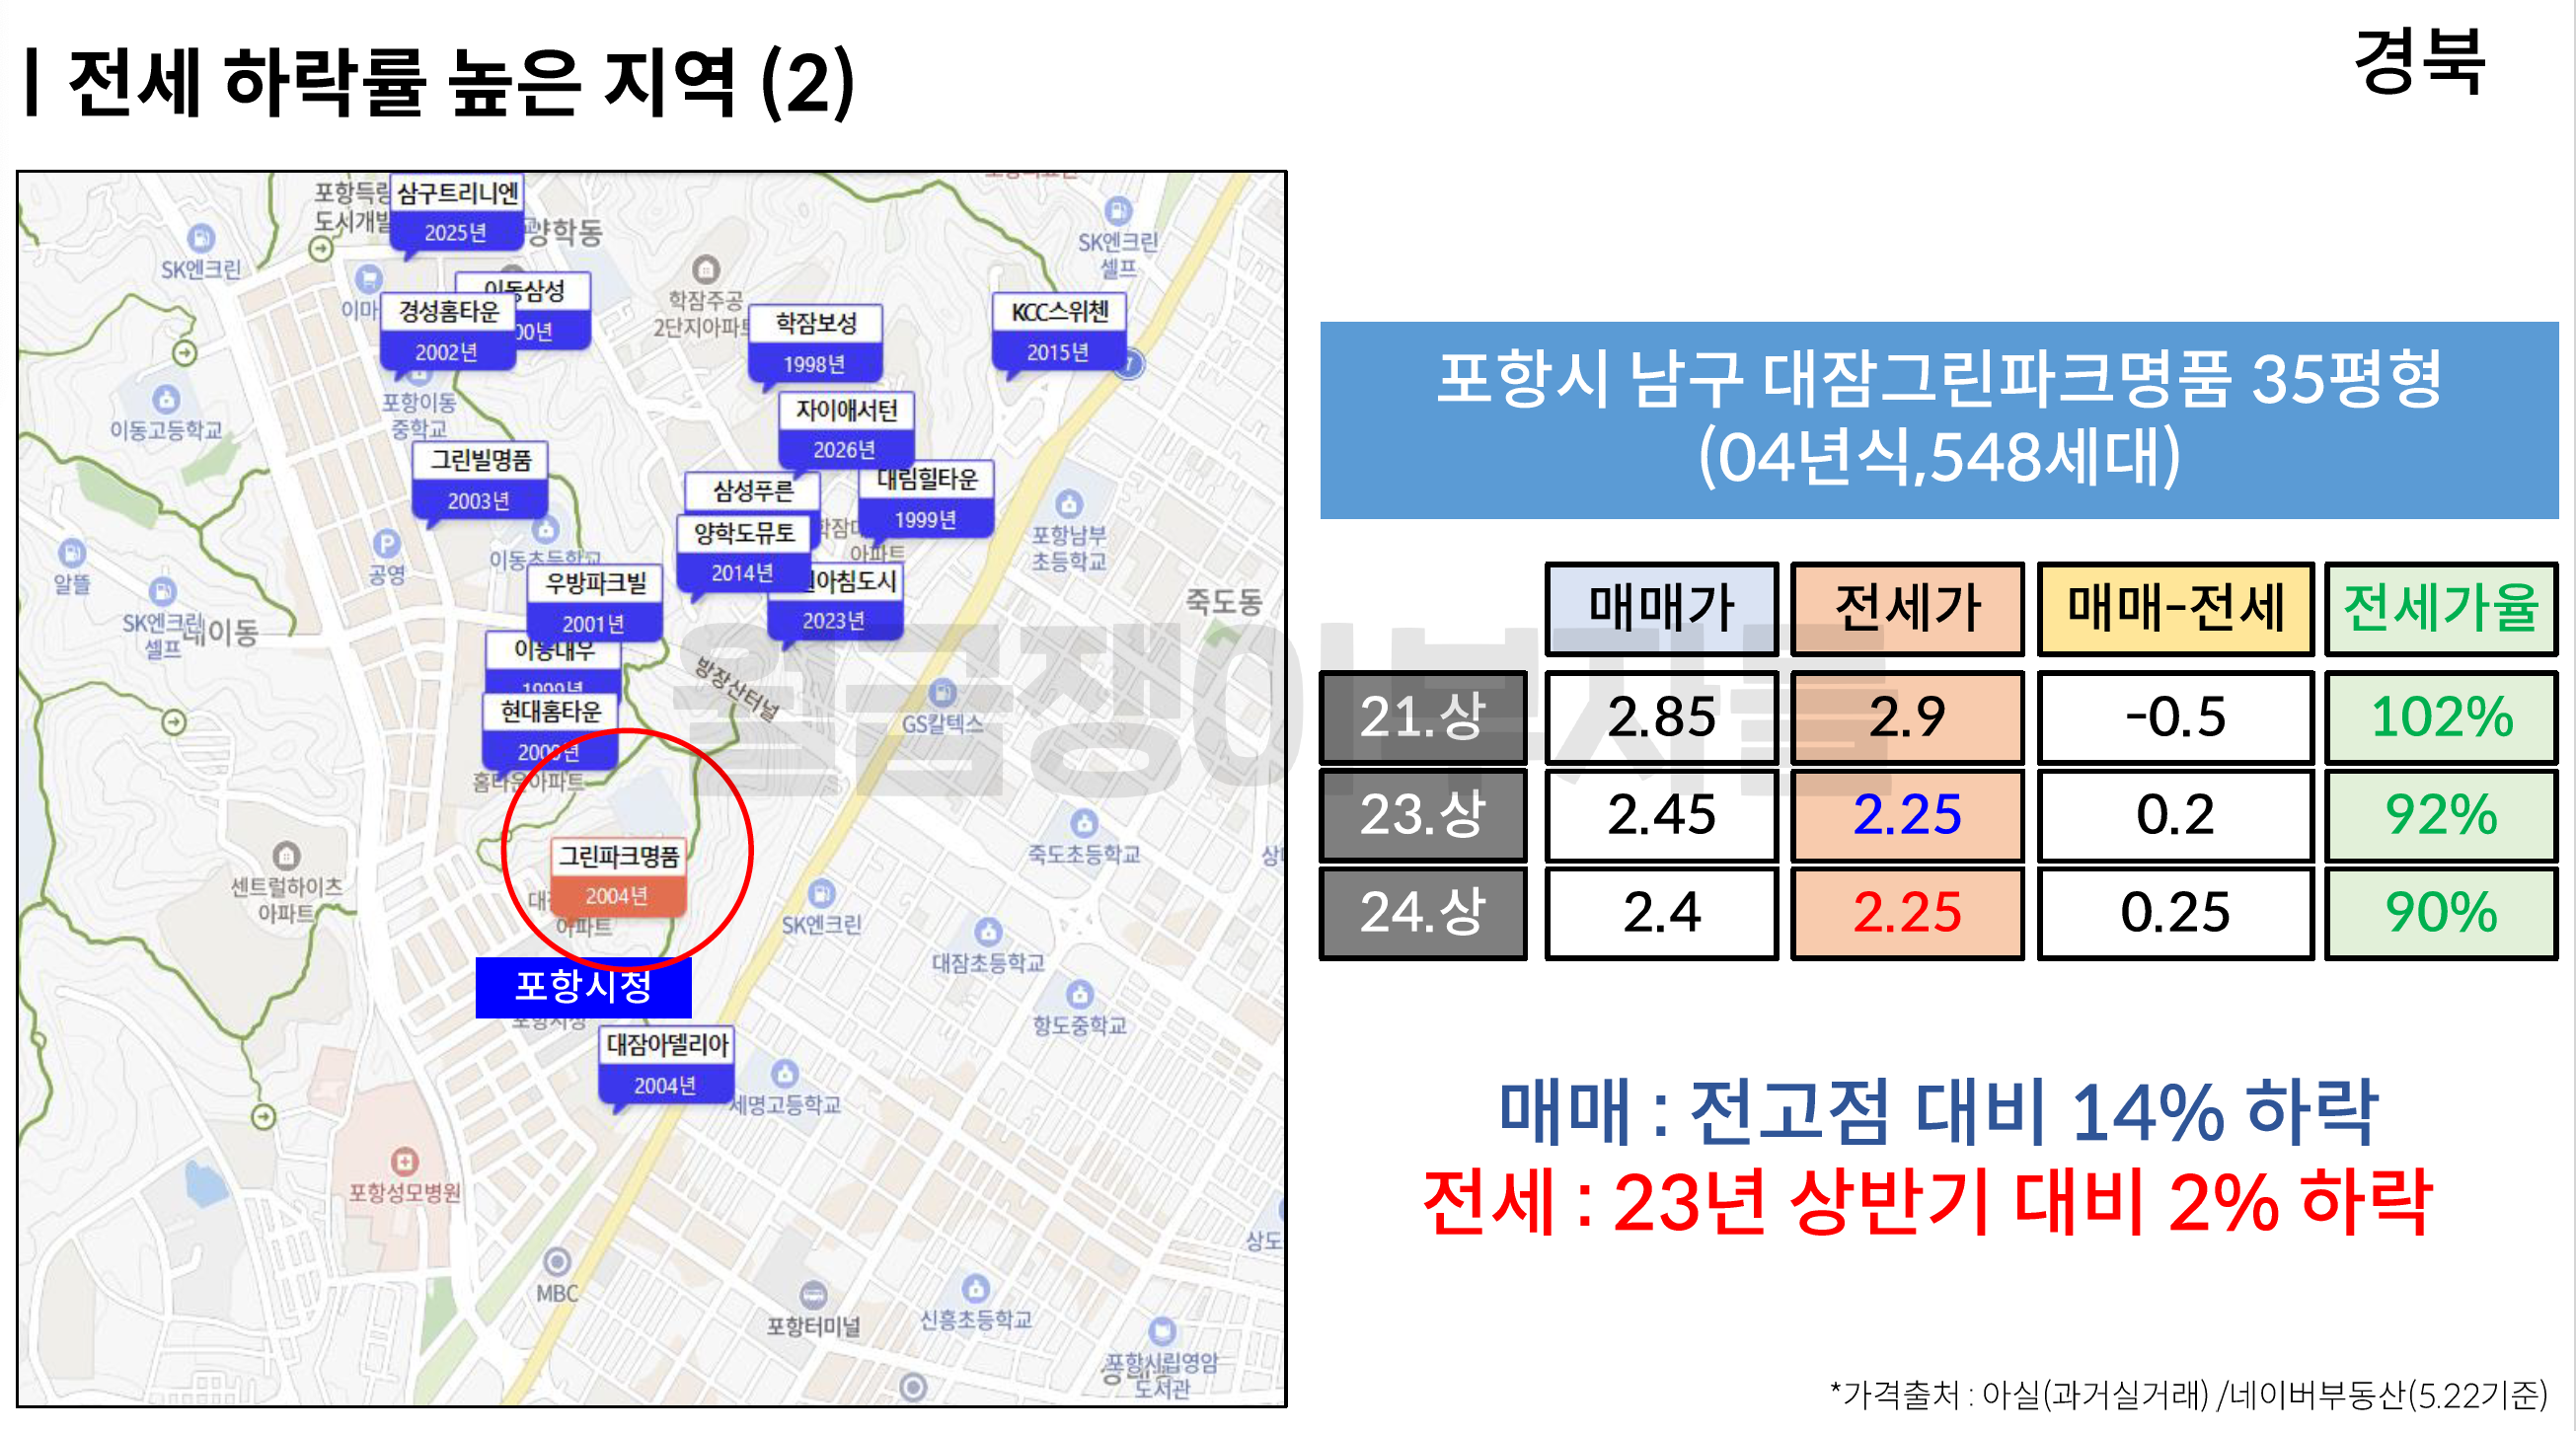 | 전세 하락률 높은 지역 (2)
경북
포항시 남구 대잠그린파크명품 35평형
(04년식,548세대)
매매가 전세가 매매-전세 전세가율
21.상 2.85 2.9 -0.5 102%
23.상 2.45 2.25 0.2 92%
24.상 2.4 2.25 0.25 90%
매매 : 전고점 대비 14% 하락
전세 : 23년 상반기 대비 2% 하락
*가격출처 : 아실(과거실거래) /네이버부동산(5.22기준)
월급쟁이부자들
포항득량
도시개발
삼구트리니엔
2025년
양학동
SK엔크린
SK엔크린
셀프
이마
이동삼성
00년
경성홈타운
2002년
학잠주공
2단지아파트
학잠보성
1998년
KCC스위첸
2015년
7
이동고등학교
포항이동
중학교
자이애서턴
2026년
그린빌명품
2003년
삼성푸른
대림힐타운
1999년
양학도뮤토
2014년
아파트
포항남부
초등학교
이동초등학교
P
공영
알뜰
SK엔크린
셀프
대이동
우방파크빌
2001년
아침도시
2023년
죽도동
이동대우
1999년
현대홈타운
2000년
홈타운아파트
방장산터널
GS칼텍스
죽도초등학교
상
센트럴하이츠
아파트
그린파크명품
2004년
대
아파트
SK엔크린
대잠초등학교
항도중학교
포항시청
포항시청
대잠아델리아
2004년
세명고등학교
포항성모병원
상도
MBC
포항터미널
신흥초등학교
포항시립영암
도서관